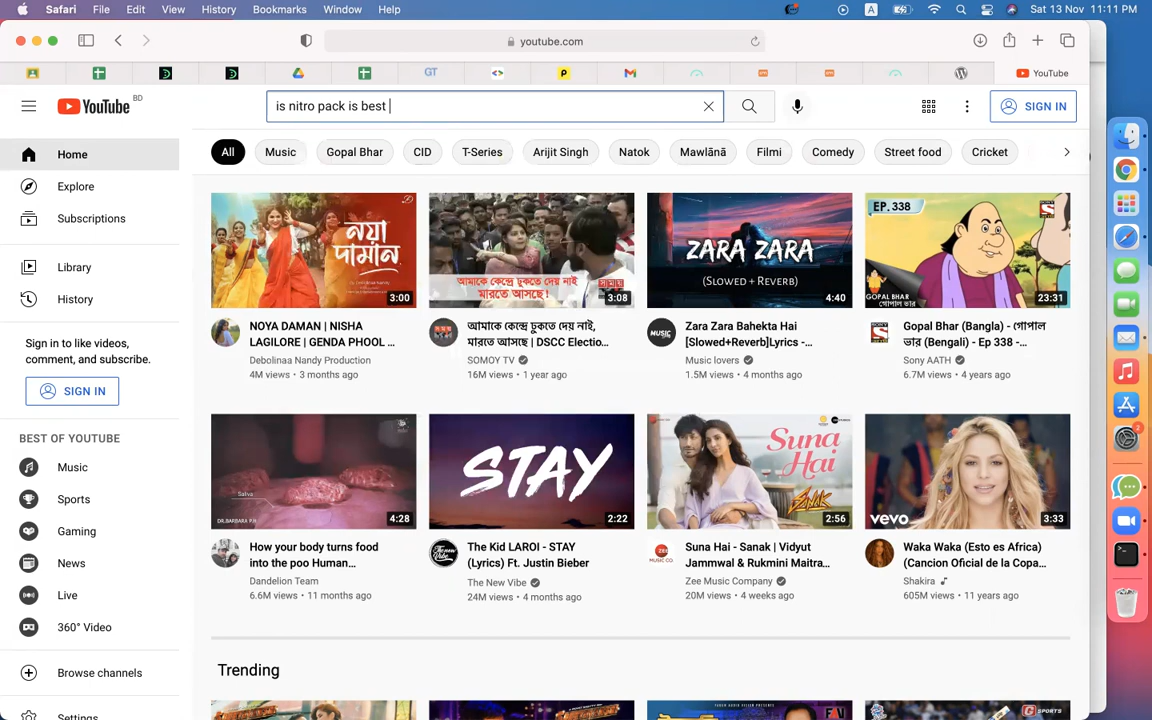 Safari File Edit View History Bookmarks Window Help A Sat 13 Nov 11:11 PM
youtube.com
GT YouTube
YouTube BD is nitro pack is best SIGN IN
All Music Gopal Bhar CID T-Series Arijit Singh Natok Mawlānā Filmi Comedy Street food Cricket
Home
Explore
Subscriptions
Library
History
Sign in to like videos,
comment, and subscribe.
SIGN IN
BEST OF YOUTUBE
Music
Sports
Gaming
News
Live
360° Video
Browse channels
Settings
নয়া
দামান
3:00
NOYA DAMAN | NISHA
LAGILORE | GENDA PHOOL ...
Debolinaa Nandy Production
4M views • 3 months ago
আমাকে কেন্দ্রে ঢুকতে দেয় নাই
মারতে আসছে!
সময়
3:08
আমাকে কেন্দ্রে ঢুকতে দেয় নাই,
মারতে আসছে | DSCC Electio...
SOMOY TV
16M views • 1 year ago
ZARA ZARA
(SLOWED + REVERB)
4:40
MUSIC
Zara Zara Bahekta Hai
[Slowed+Reverb]Lyrics -...
Music lovers
1.5M views • 4 months ago
EP. 338
GOPAL BHAR
গোপাল ভার
23:31
Gopal Bhar (Bangla) - গোপাল
ভার (Bengali) - Ep 338 -...
Sony AATH
6.7M views • 4 years ago
Saliva
DR.BARBARA P.H
4:28
How your body turns food
into the poo Human...
Dandelion Team
6.6M views • 11 months ago
STAY
2:22
The Kid LAROI - STAY
(Lyrics) Ft. Justin Bieber
The New Vibe
24M views • 4 months ago
Suna
Hai
SANAK
2:56
Suna Hai - Sanak | Vidyut
Jammwal & Rukmini Maitra...
Zee Music Company
20M views • 4 weeks ago
vevo
3:33
Waka Waka (Esto es Africa)
(Cancion Oficial de la Copa...
Shakira
605M views • 11 years ago
Trending
SPORTS
2